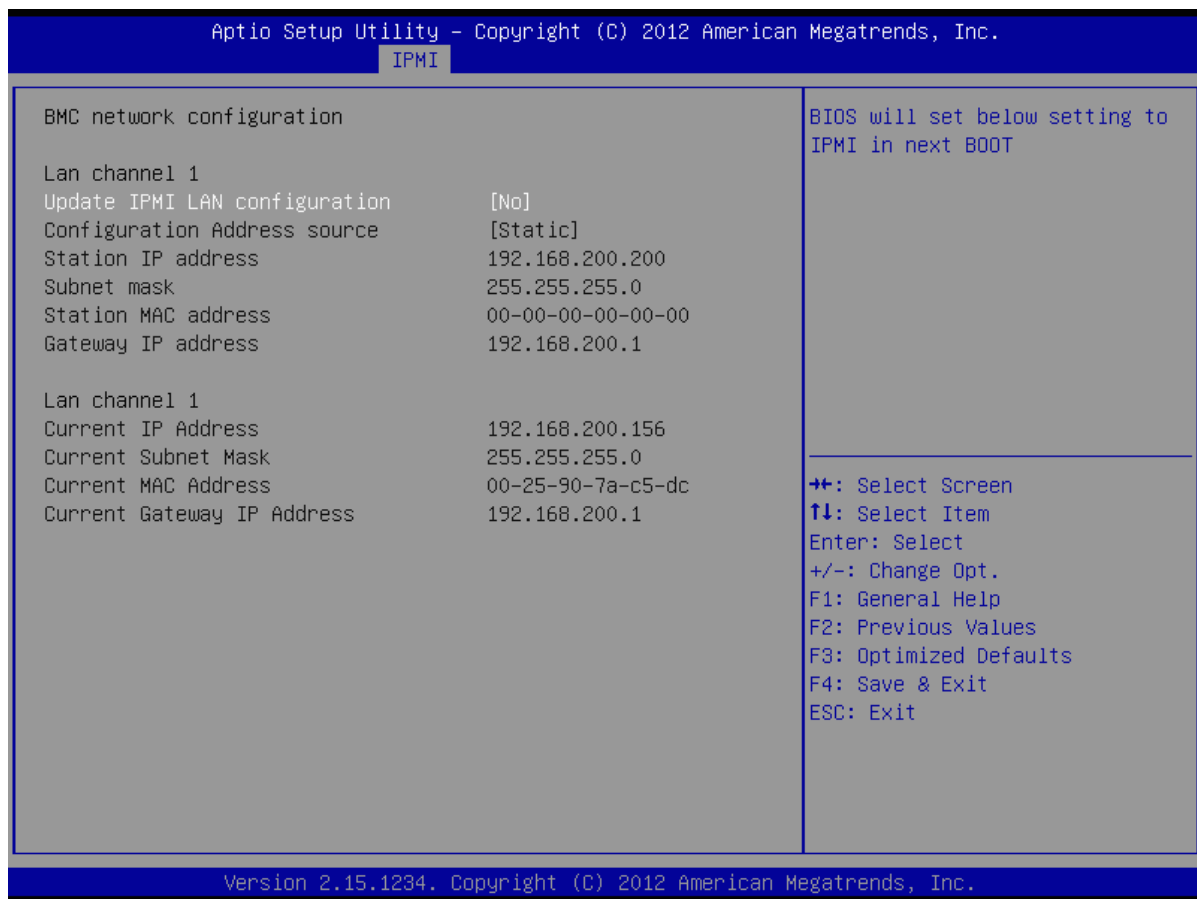 Aptio Setup Utility – Copyright (C) 2012 American Megatrends, Inc.
IPMI
BMC network configuration
Lan channel 1
Update IPMI LAN configuration [No]
Configuration Address source [Static]
Station IP address 192.168.200.200
Subnet mask 255.255.255.0
Station MAC address 00-00-00-00-00-00
Gateway IP address 192.168.200.1
Lan channel 1
Current IP Address 192.168.200.156
Current Subnet Mask 255.255.255.0
Current MAC Address 00-25-90-7a-c5-dc
Current Gateway IP Address 192.168.200.1
BIOS will set below setting to
IPMI in next BOOT
→←: Select Screen
↑↓: Select Item
Enter: Select
+/-: Change Opt.
F1: General Help
F2: Previous Values
F3: Optimized Defaults
F4: Save & Exit
ESC: Exit
Version 2.15.1234. Copyright (C) 2012 American Megatrends, Inc.